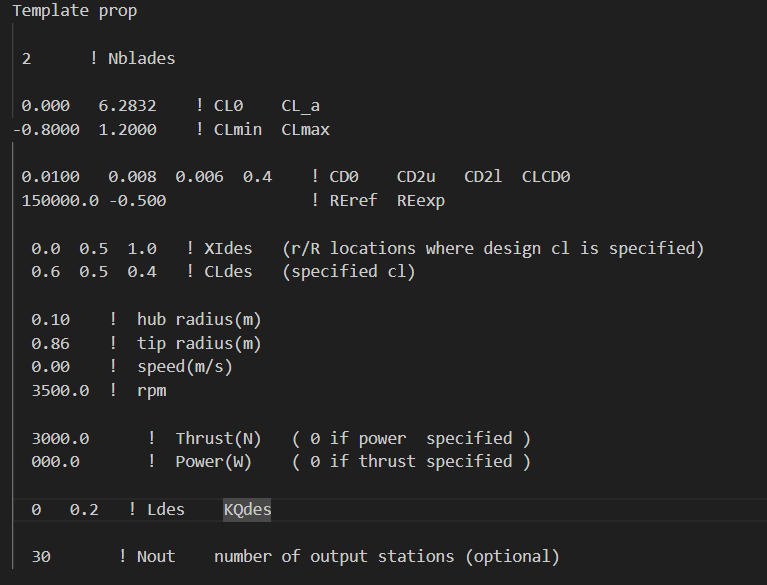 Template prop
2      ! Nblades
0.000   6.2832    ! CL0    CL_a
-0.8000  1.2000    ! CLmin  CLmax
0.0100   0.008  0.006  0.4    ! CD0    CD2u   CD2l  CLCD0
150000.0 -0.500               ! REref  REexp
0.0  0.5  1.0   ! XIdes   (r/R locations where design cl is specified)
0.6  0.5  0.4   ! CLdes   (specified cl)
0.10    !  hub radius(m)
0.86    !  tip radius(m)
0.00    !  speed(m/s)
3500.0  !  rpm
3000.0      !  Thrust(N)   ( 0 if power  specified )
000.0       !  Power(W)    ( 0 if thrust specified )
0   0.2   ! Ldes    KQdes
30       ! Nout    number of output stations (optional)